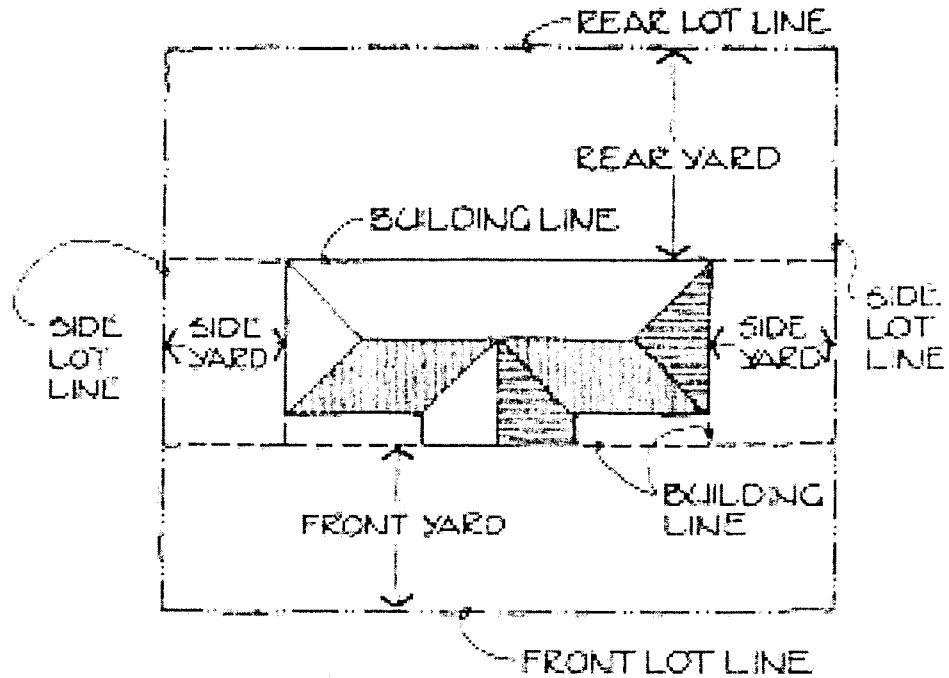 REAR LOT LINE
REAR YARD
BUILDING LINE
SIDE
LOT
LINE
SIDE
YARD
SIDE
YARD
SIDE
LOT
LINE
BUILDING
LINE
FRONT YARD
FRONT LOT LINE